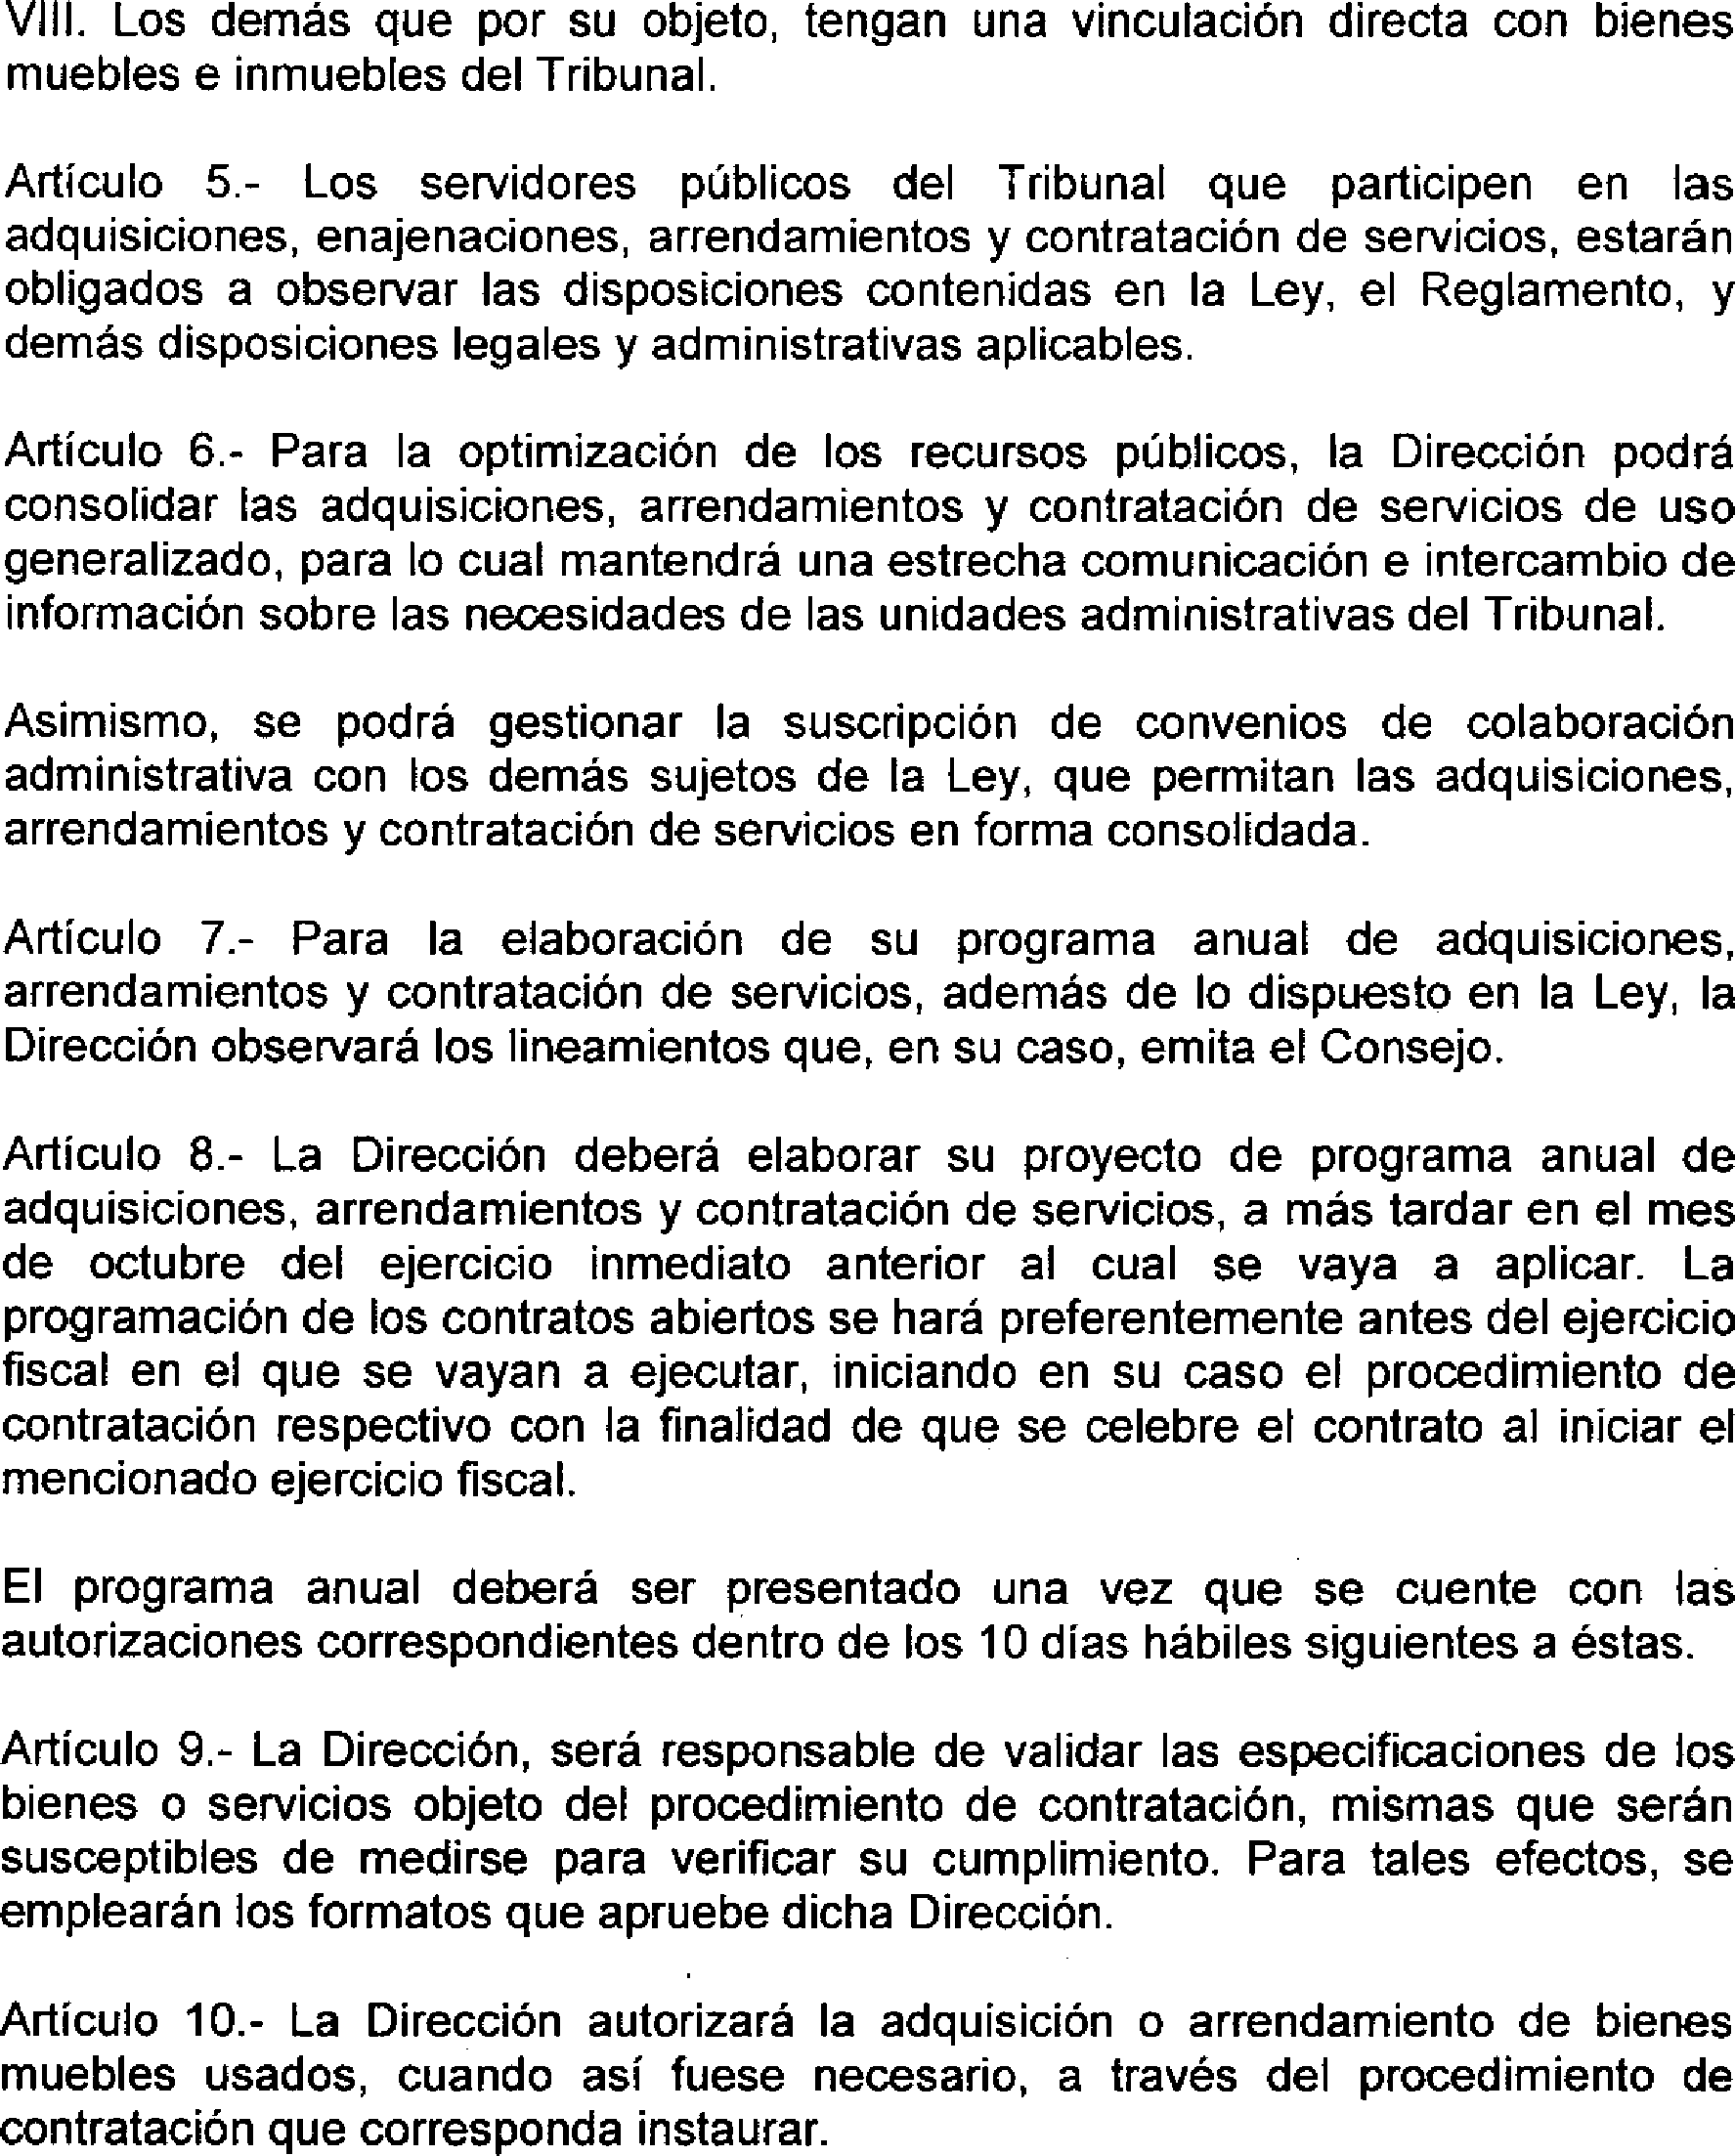 VIII. Los demás que por su objeto, tengan una vinculación directa con bienes
muebles e inmuebles del Tribunal.
Artículo 5.- Los servidores públicos del Tribunal que participen en las
adquisiciones, enajenaciones, arrendamientos y contratación de servicios, estarán
obligados a observar las disposiciones contenidas en la Ley, el Reglamento, y
demás disposiciones legales y administrativas aplicables.
Artículo 6.- Para la optimización de los recursos públicos, la Dirección podrá
consolidar las adquisiciones, arrendamientos y contratación de servicios de uso
generalizado, para lo cual mantendrá una estrecha comunicación e intercambio de
información sobre las necesidades de las unidades administrativas del Tribunal.
Asimismo, se podrá gestionar la suscripción de convenios de colaboración
administrativa con los demás sujetos de la Ley, que permitan las adquisiciones,
arrendamientos y contratación de servicios en forma consolidada.
Artículo 7.- Para la elaboración de su programa anual de adquisiciones,
arrendamientos y contratación de servicios, además de lo dispuesto en la Ley, la
Dirección observará los lineamientos que, en su caso, emita el Consejo.
Artículo 8.- La Dirección deberá elaborar su proyecto de programa anual de
adquisiciones, arrendamientos y contratación de servicios, a más tardar en el mes
de octubre del ejercicio inmediato anterior al cual se vaya a aplicar. La
programación de los contratos abiertos se hará preferentemente antes del ejercicio
fiscal en el que se vayan a ejecutar, iniciando en su caso el procedimiento de
contratación respectivo con la finalidad de que se celebre el contrato al iniciar el
mencionado ejercicio fiscal.
El programa anual deberá ser presentado una vez que se cuente con las
autorizaciones correspondientes dentro de los 10 días hábiles siguientes a éstas.
Artículo 9.- La Dirección, será responsable de validar las especificaciones de los
bienes o servicios objeto del procedimiento de contratación, mismas que serán
susceptibles de medirse para verificar su cumplimiento. Para tales efectos, se
emplearán los formatos que apruebe dicha Dirección.
Artículo 10.- La Dirección autorizará la adquisición o arrendamiento de bienes
muebles usados, cuando así fuese necesario, a través del procedimiento de
contratación que corresponda instaurar.